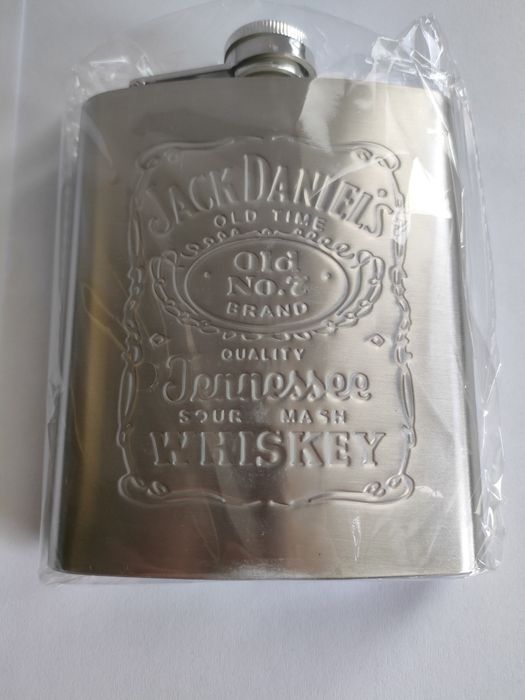 JACK DANIEL'S
OLD TIME
Old
No.7
BRAND
QUALITY
Tennessee
SOUR MASH
WHISKEY